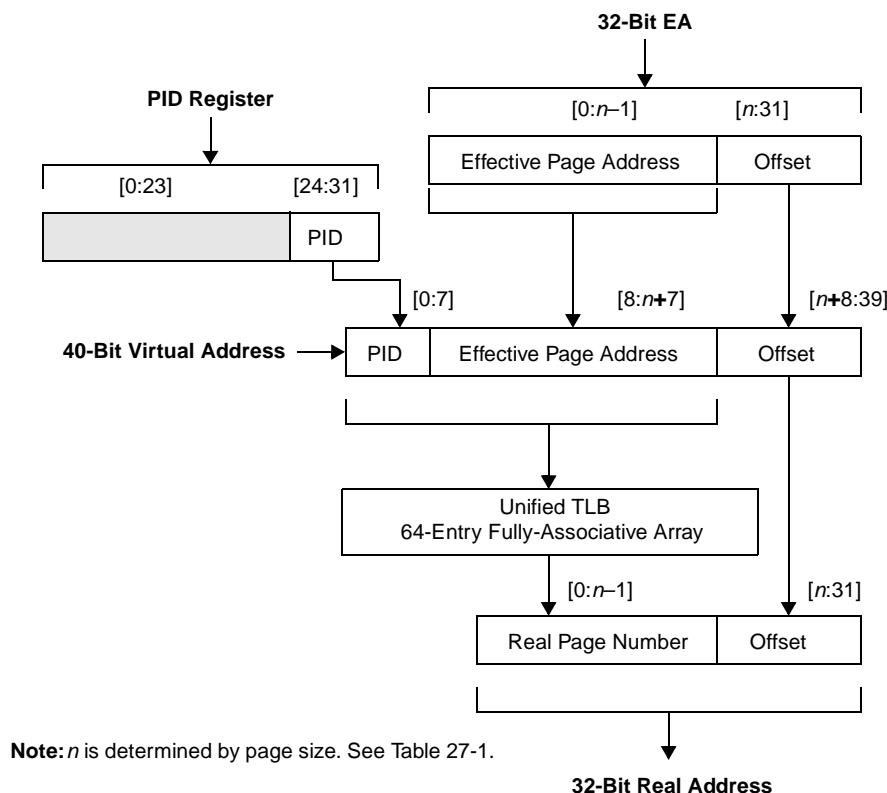 32-Bit EA
PID Register
[0:n–1] [n:31]
Effective Page Address Offset
[0:23] [24:31]
PID
[0:7] [8:n+7] [n+8:39]
40-Bit Virtual Address PID Effective Page Address Offset
Unified TLB
64-Entry Fully-Associative Array
[0:n–1] [n:31]
Real Page Number Offset
Note: n is determined by page size. See Table 27-1.
32-Bit Real Address